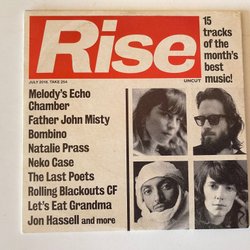 Rise
15
tracks of
the month's
best
music!
JULY 2018. TAKE 254
UNCUT
Melody's Echo
Chamber
Father John Misty
Bombino
Natalie Prass
Neko Case
The Last Poets
Rolling Blackouts CF
Let's Eat Grandma
Jon Hassell and more